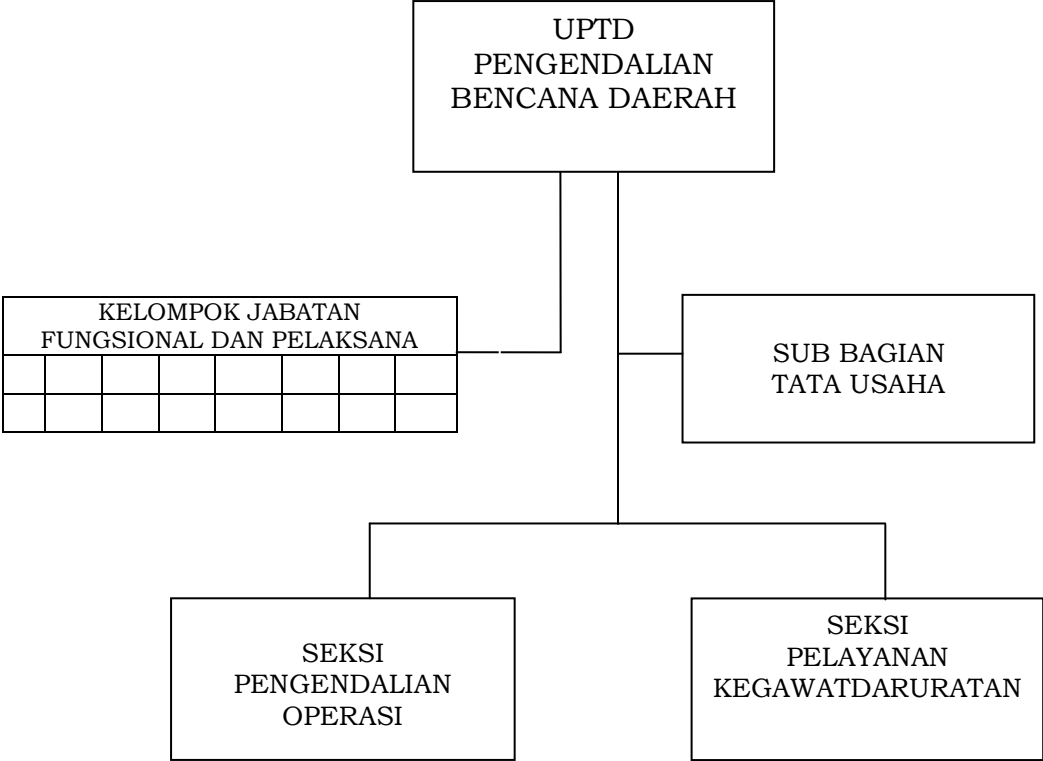 UPTD
PENGENDALIAN
BENCANA DAERAH
KELOMPOK JABATAN
FUNGSIONAL DAN PELAKSANA
SUB BAGIAN
TATA USAHA
SEKSI
PENGENDALIAN
OPERASI
SEKSI
PELAYANAN
KEGAWATDARURATAN